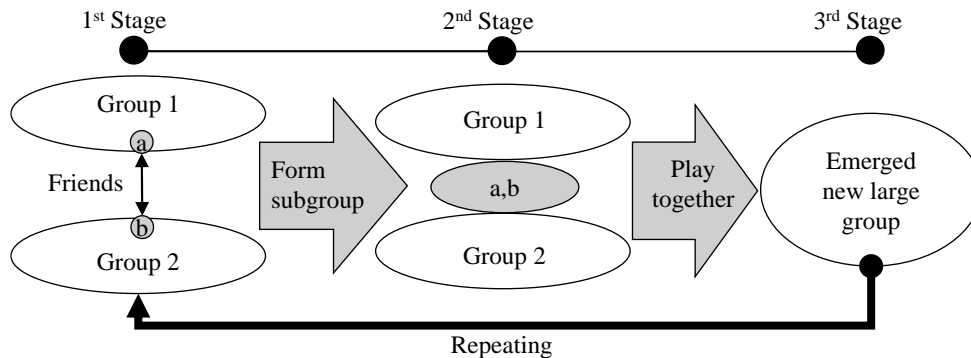 1st Stage
2nd Stage
3rd Stage
Group 1
a
Friends
b
Group 2
Form
subgroup
Group 1
a,b
Group 2
Play
together
Emerged
new large
group
Repeating